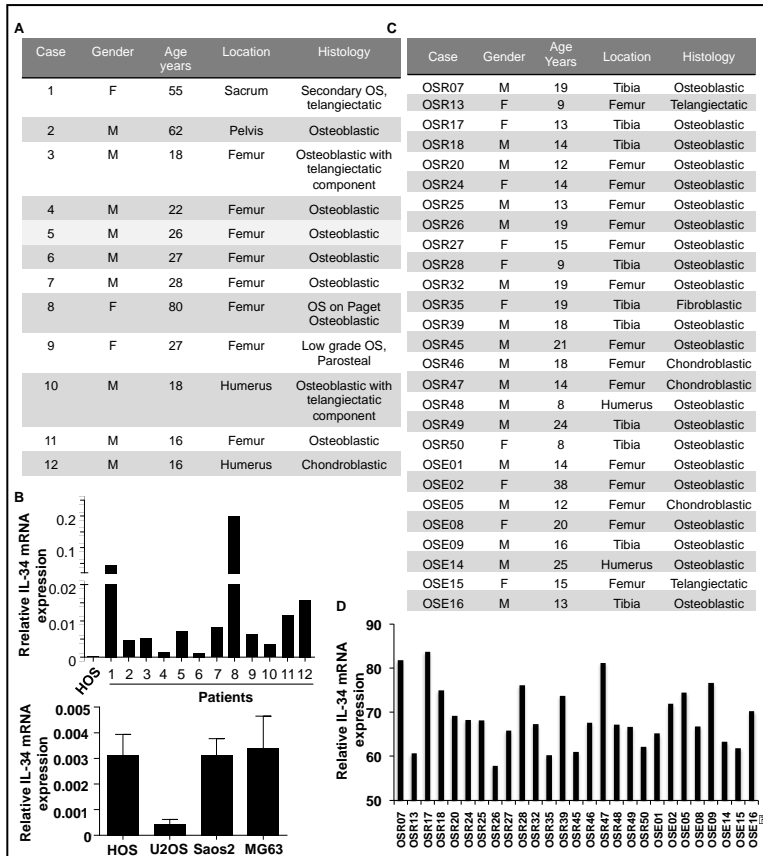 A
Case Gender Age years Location Histology
1 F 55 Sacrum Secondary OS, telangiectatic
2 M 62 Pelvis Osteoblastic
3 M 18 Femur Osteoblastic with telangiectatic component
4 M 22 Femur Osteoblastic
5 M 26 Femur Osteoblastic
6 M 27 Femur Osteoblastic
7 M 28 Femur Osteoblastic
8 F 80 Femur OS on Paget Osteoblastic
9 F 27 Femur Low grade OS, Parosteal
10 M 18 Humerus Osteoblastic with telangiectatic component
11 M 16 Femur Osteoblastic
12 M 16 Humerus Chondroblastic
B
Rrelative IL-34 mRNA expression
0.2
0.1
0.02
0.01
0
HOS 1 2 3 4 5 6 7 8 9 10 11 12
Patients
Relative IL-34 mRNA expression
0.005
0.004
0.003
0.002
0.001
0
HOS U2OS Saos2 MG63
C
Case Gender Age Years Location Histology
OSR07 M 19 Tibia Osteoblastic
OSR13 F 9 Femur Telangiectatic
OSR17 F 13 Tibia Osteoblastic
OSR18 M 14 Tibia Osteoblastic
OSR20 M 12 Femur Osteoblastic
OSR24 F 14 Femur Osteoblastic
OSR25 M 13 Femur Osteoblastic
OSR26 M 19 Femur Osteoblastic
OSR27 F 15 Femur Osteoblastic
OSR28 F 9 Tibia Osteoblastic
OSR32 M 19 Femur Osteoblastic
OSR35 F 19 Tibia Fibroblastic
OSR39 M 18 Tibia Osteoblastic
OSR45 M 21 Femur Osteoblastic
OSR46 M 18 Femur Chondroblastic
OSR47 M 14 Femur Chondroblastic
OSR48 M 8 Humerus Osteoblastic
OSR49 M 24 Tibia Osteoblastic
OSR50 F 8 Tibia Osteoblastic
OSE01 M 14 Femur Osteoblastic
OSE02 F 38 Femur Osteoblastic
OSE05 M 12 Femur Chondroblastic
OSE08 F 20 Femur Osteoblastic
OSE09 M 16 Tibia Osteoblastic
OSE14 M 25 Humerus Osteoblastic
OSE15 F 15 Femur Telangiectatic
OSE16 M 13 Tibia Osteoblastic
D
Relative IL-34 mRNA expression
90
80
70
60
50
OSR07 OSR13 OSR17 OSR18 OSR20 OSR24 OSR25 OSR26 OSR27 OSR28 OSR32 OSR35 OSR39 OSR45 OSR46 OSR47 OSR48 OSR49 OSR50 OSE01 OSE02 OSE05 OSE08 OSE09 OSE14 OSE15 OSE16